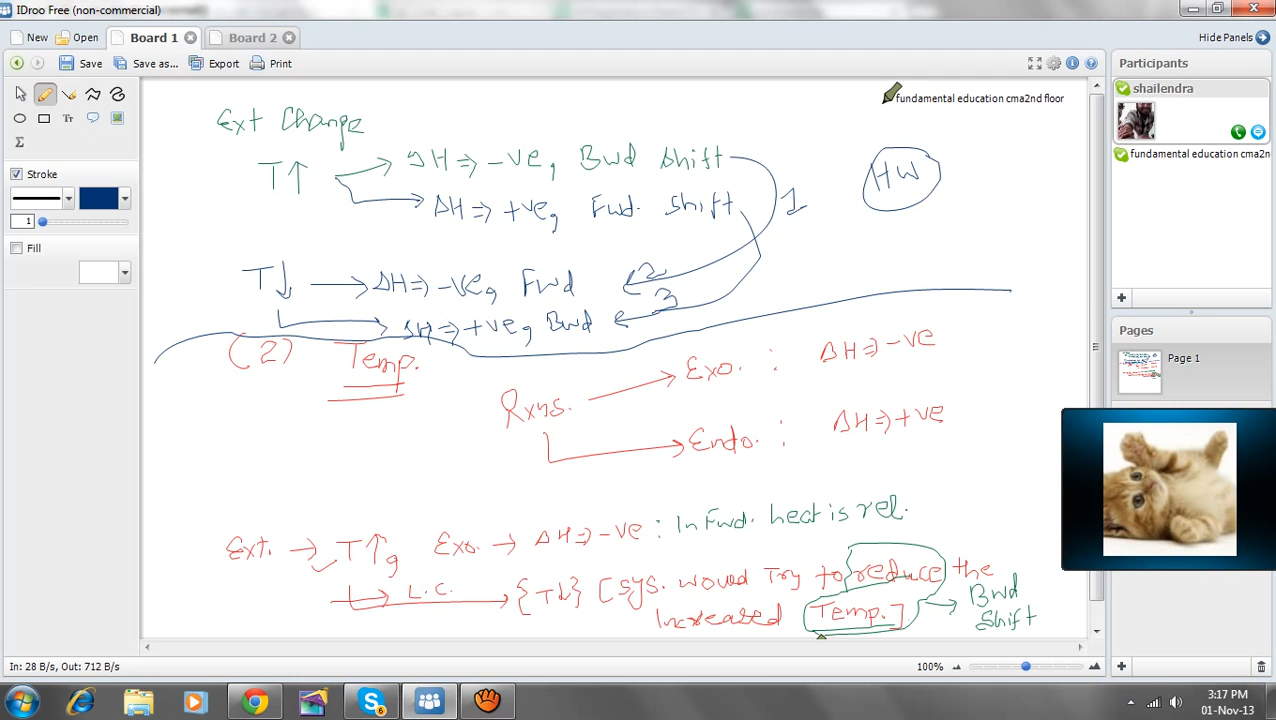 IDroo Free (non-commercial)
New Open Board 1 Board 2 Hide Panels
Save Save as... Export Print
Participants
shailendra
fundamental education cma2n
Stroke
1
Fill
fundamental education cma2nd floor
Ext Change
T↑ → ΔH ⇒ -ve, Bwd Shift
→ ΔH ⇒ +ve, Fwd. Shift 1
HW
T↓ → ΔH ⇒ -ve, Fwd 2
→ ΔH ⇒ +ve, Bwd 3
(2) Temp.
Rxns. → Exo. : ΔH ⇒ -ve
→ Endo. : ΔH ⇒ +ve
Ext. → T↑, Exo. → ΔH ⇒ -ve : In Fwd. heat is rel.
L.C. → {T↓} [sys. would Try to reduce the
Increased Temp.] → Bwd Shift
Pages
Page 1
In: 28 B/s, Out: 712 B/s 100%
6
3:17 PM
01-Nov-13